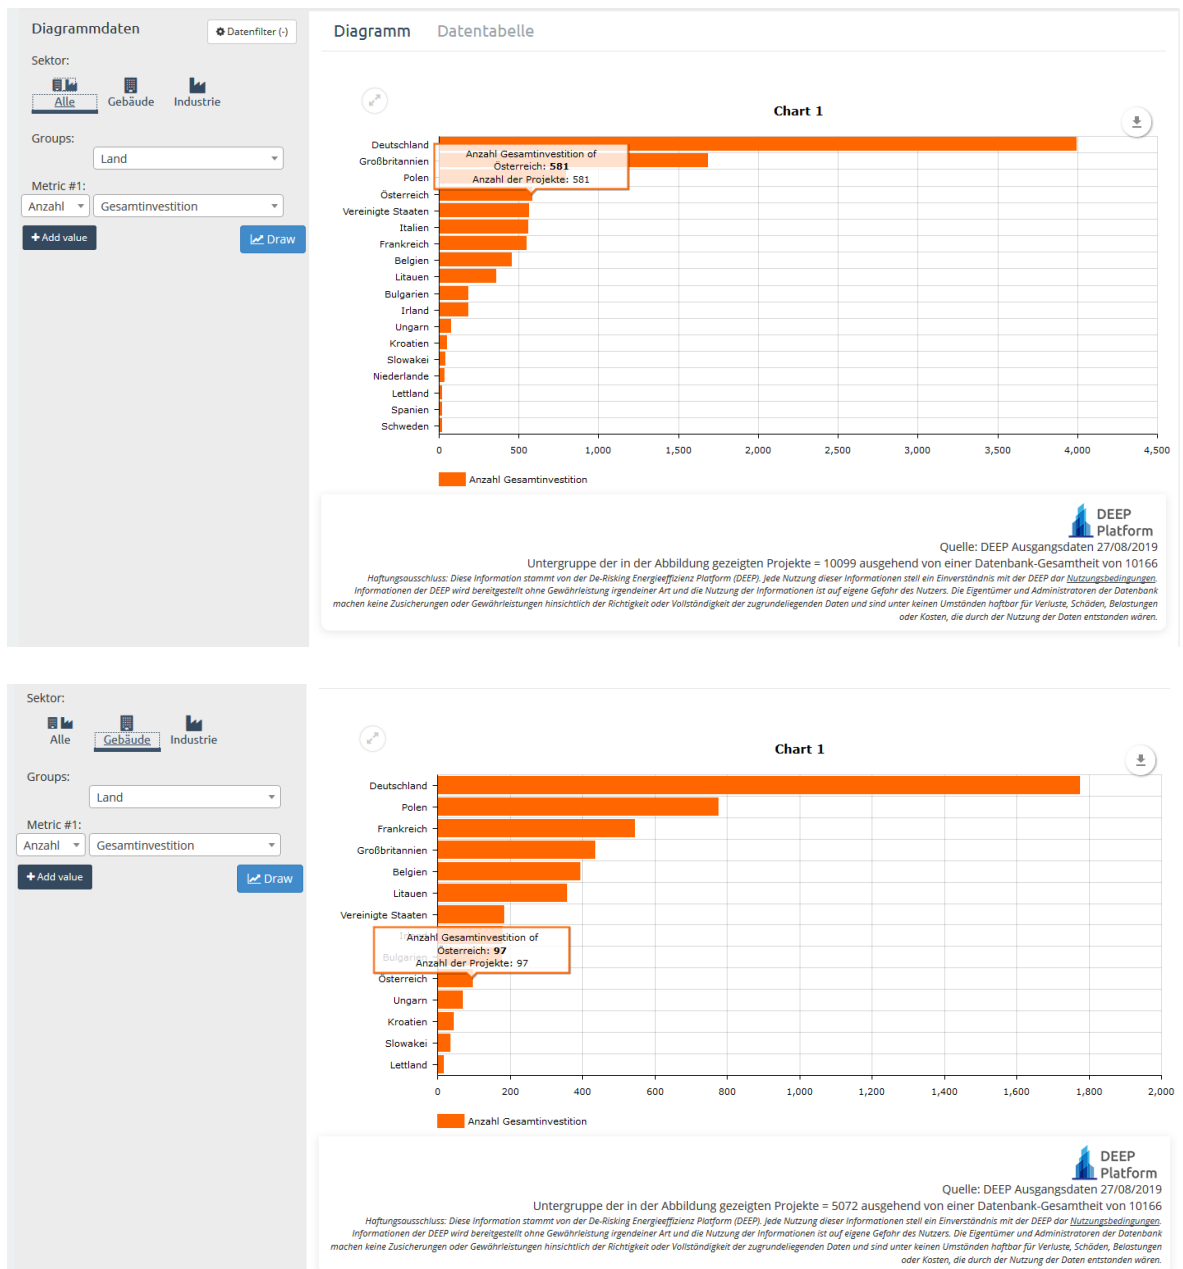 Diagrammdaten
Datenfilter (-)
Diagramm
Datentabelle
Sektor:
Alle
Gebäude
Industrie
Groups:
Land
Metric #1:
Anzahl
Gesamtinvestition
+ Add value
Draw
Chart 1
Deutschland
Großbritannien
Polen
Österreich
Vereinigte Staaten
Italien
Frankreich
Belgien
Litauen
Bulgarien
Irland
Ungarn
Kroatien
Slowakei
Niederlande
Lettland
Spanien
Schweden
Anzahl Gesamtinvestition of
Österreich: 581
Anzahl der Projekte: 581
0 500 1,000 1,500 2,000 2,500 3,000 3,500 4,000 4,500
Anzahl Gesamtinvestition
DEEP
Platform
Quelle: DEEP Ausgangsdaten 27/08/2019
Untergruppe der in der Abbildung gezeigten Projekte = 10099 ausgehend von einer Datenbank-Gesamtheit von 10166
Haftungsausschluss: Diese Information stammt von der De-Risking Energieeffizienz Platform (DEEP). Jede Nutzung dieser Informationen stell ein Einverständnis mit der DEEP dar Nutzungsbedingungen.
Informationen der DEEP wird bereitgestellt ohne Gewährleistung irgendeiner Art und die Nutzung der Informationen ist auf eigene Gefahr des Nutzers. Die Eigentümer und Administratoren der Datenbank
machen keine Zusicherungen oder Gewährleistungen hinsichtlich der Richtigkeit oder Vollständigkeit der zugrundeliegenden Daten und sind unter keinen Umständen haftbar für Verluste, Schäden, Belastungen
oder Kosten, die durch der Nutzung der Daten entstanden wären.
Sektor:
Alle
Gebäude
Industrie
Groups:
Land
Metric #1:
Anzahl
Gesamtinvestition
+ Add value
Draw
Chart 1
Deutschland
Polen
Frankreich
Großbritannien
Belgien
Litauen
Vereinigte Staaten
Bulgarien
Österreich
Ungarn
Kroatien
Slowakei
Lettland
Anzahl Gesamtinvestition of
Österreich: 97
Anzahl der Projekte: 97
0 200 400 600 800 1,000 1,200 1,400 1,600 1,800 2,000
Anzahl Gesamtinvestition
DEEP
Platform
Quelle: DEEP Ausgangsdaten 27/08/2019
Untergruppe der in der Abbildung gezeigten Projekte = 5072 ausgehend von einer Datenbank-Gesamtheit von 10166
Haftungsausschluss: Diese Information stammt von der De-Risking Energieeffizienz Platform (DEEP). Jede Nutzung dieser Informationen stell ein Einverständnis mit der DEEP dar Nutzungsbedingungen.
Informationen der DEEP wird bereitgestellt ohne Gewährleistung irgendeiner Art und die Nutzung der Informationen ist auf eigene Gefahr des Nutzers. Die Eigentümer und Administratoren der Datenbank
machen keine Zusicherungen oder Gewährleistungen hinsichtlich der Richtigkeit oder Vollständigkeit der zugrundeliegenden Daten und sind unter keinen Umständen haftbar für Verluste, Schäden, Belastungen
oder Kosten, die durch der Nutzung der Daten entstanden wären.